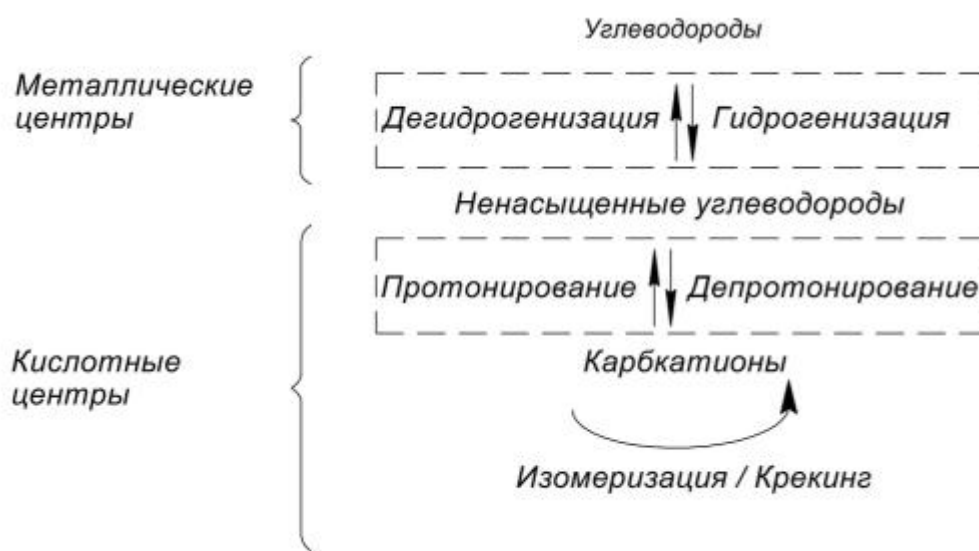 Углеводороды
Металлические
центры
Дегидрогенизация
Гидрогенизация
Ненасыщенные углеводороды
Протонирование
Депротонирование
Кислотные
центры
Карбкатионы
Изомеризация / Крекинг